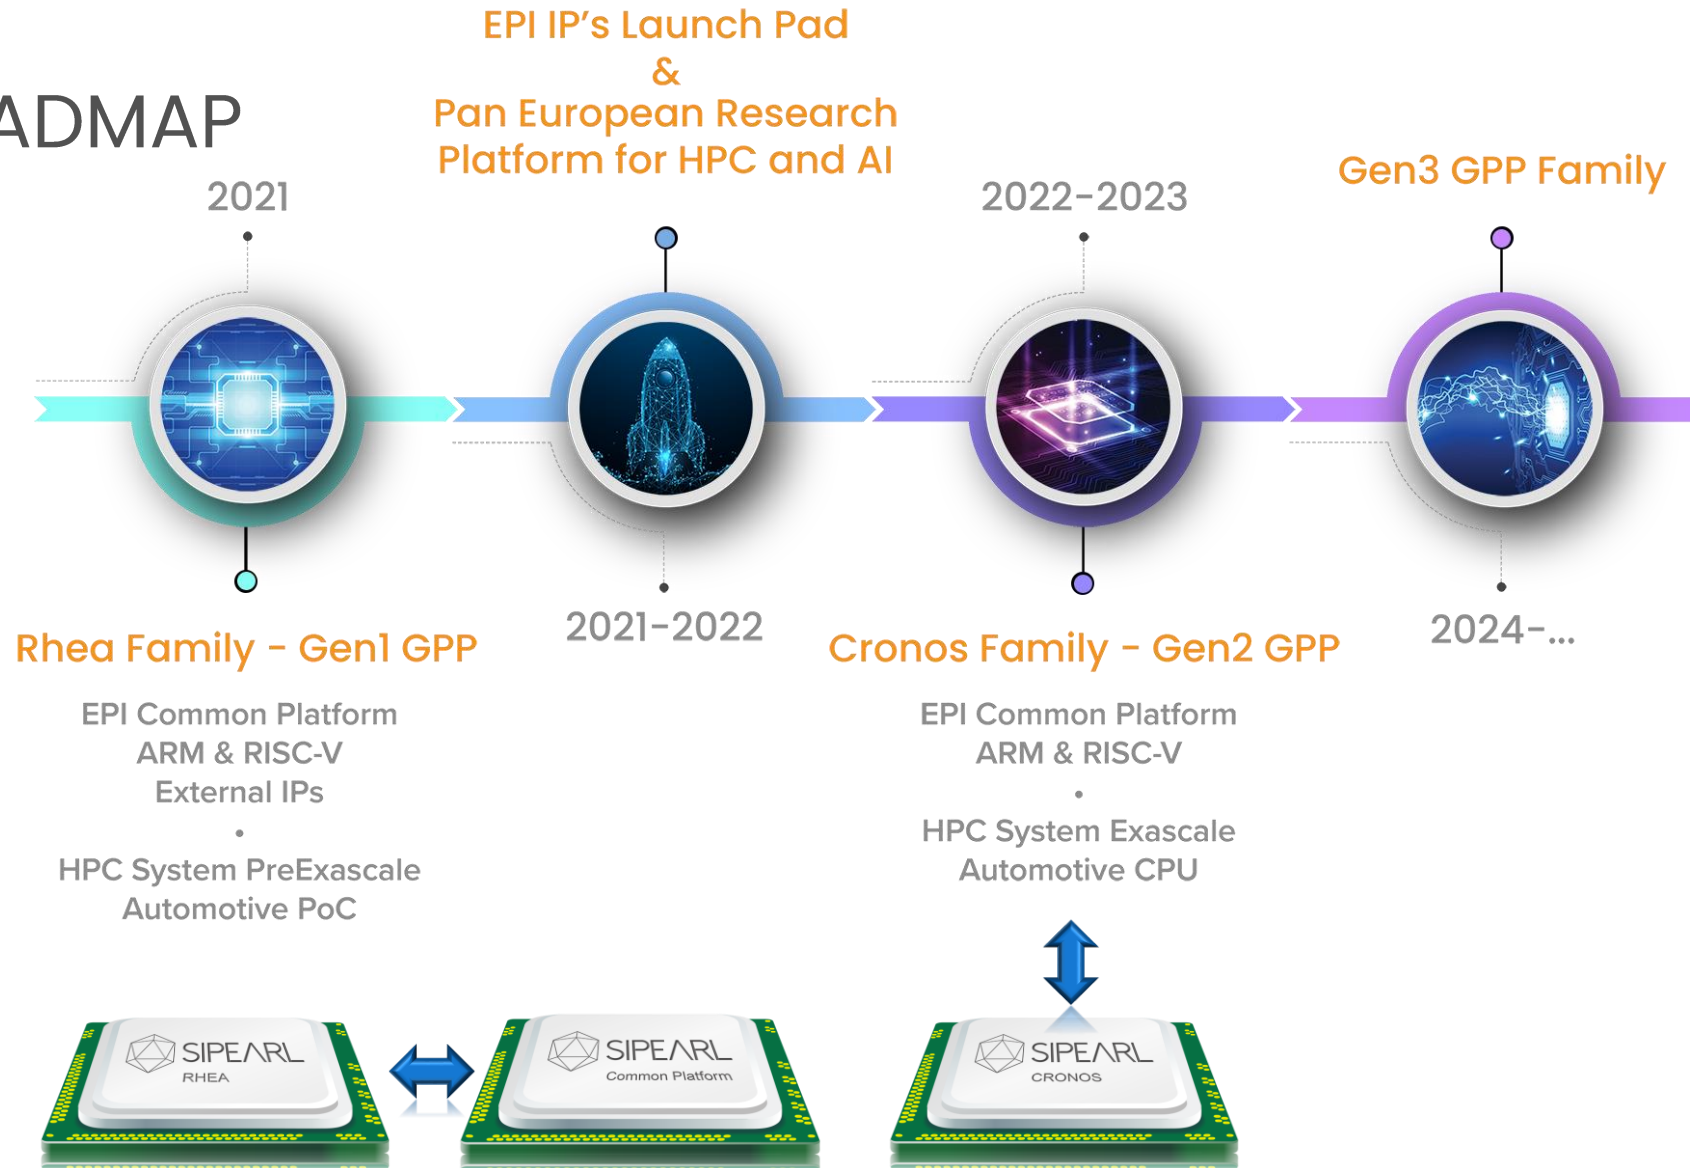 ADMAP
2021
EPI IP's Launch Pad
&
Pan European Research
Platform for HPC and AI
2022-2023
Gen3 GPP Family
Rhea Family - Gen1 GPP
EPI Common Platform
ARM & RISC-V
External IPs
•
HPC System PreExascale
Automotive PoC
2021-2022
Cronos Family - Gen2 GPP
EPI Common Platform
ARM & RISC-V
•
HPC System Exascale
Automotive CPU
2024-...
SIPEARL
RHEA
SIPEARL
Common Platform
SIPEARL
CRONOS